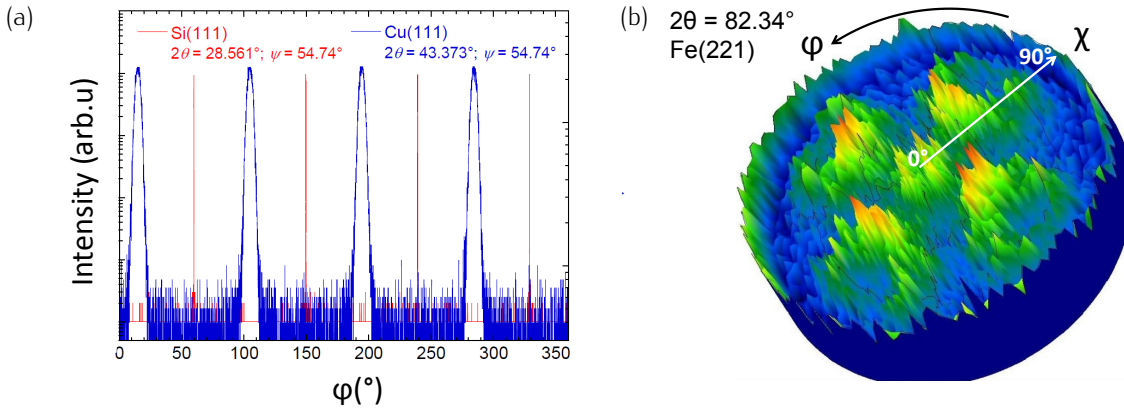 (a)
Si(111)
2θ = 28.561°; ψ = 54.74°
Cu(111)
2θ = 43.373°; ψ = 54.74°
Intensity (arb.u)
0 50 100 150 200 250 300 350
φ(°)
(b)
2θ = 82.34°
Fe(221)
φ
χ
90°
0°